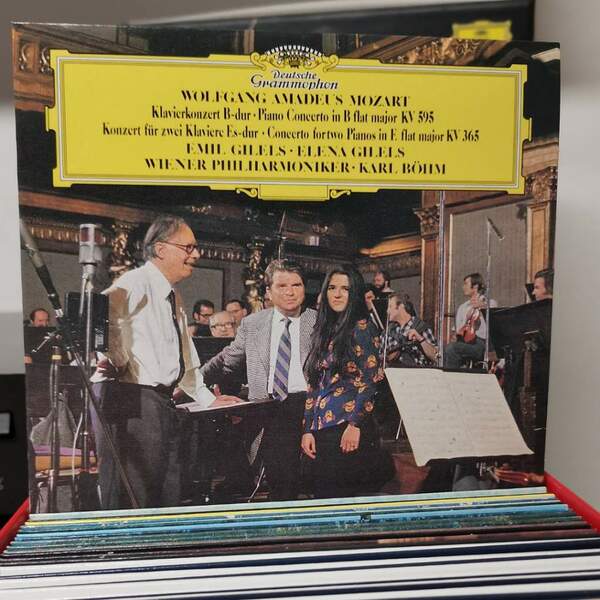 Deutsche
Grammophon
WOLFGANG AMADEUS MOZART
Klavierkonzert B-dur · Piano Concerto in B flat major KV 595
Konzert für zwei Klaviere Es-dur · Concerto for two Pianos in E flat major KV 365
EMIL GILELS · ELENA GILELS
WIENER PHILHARMONIKER · KARL BÖHM